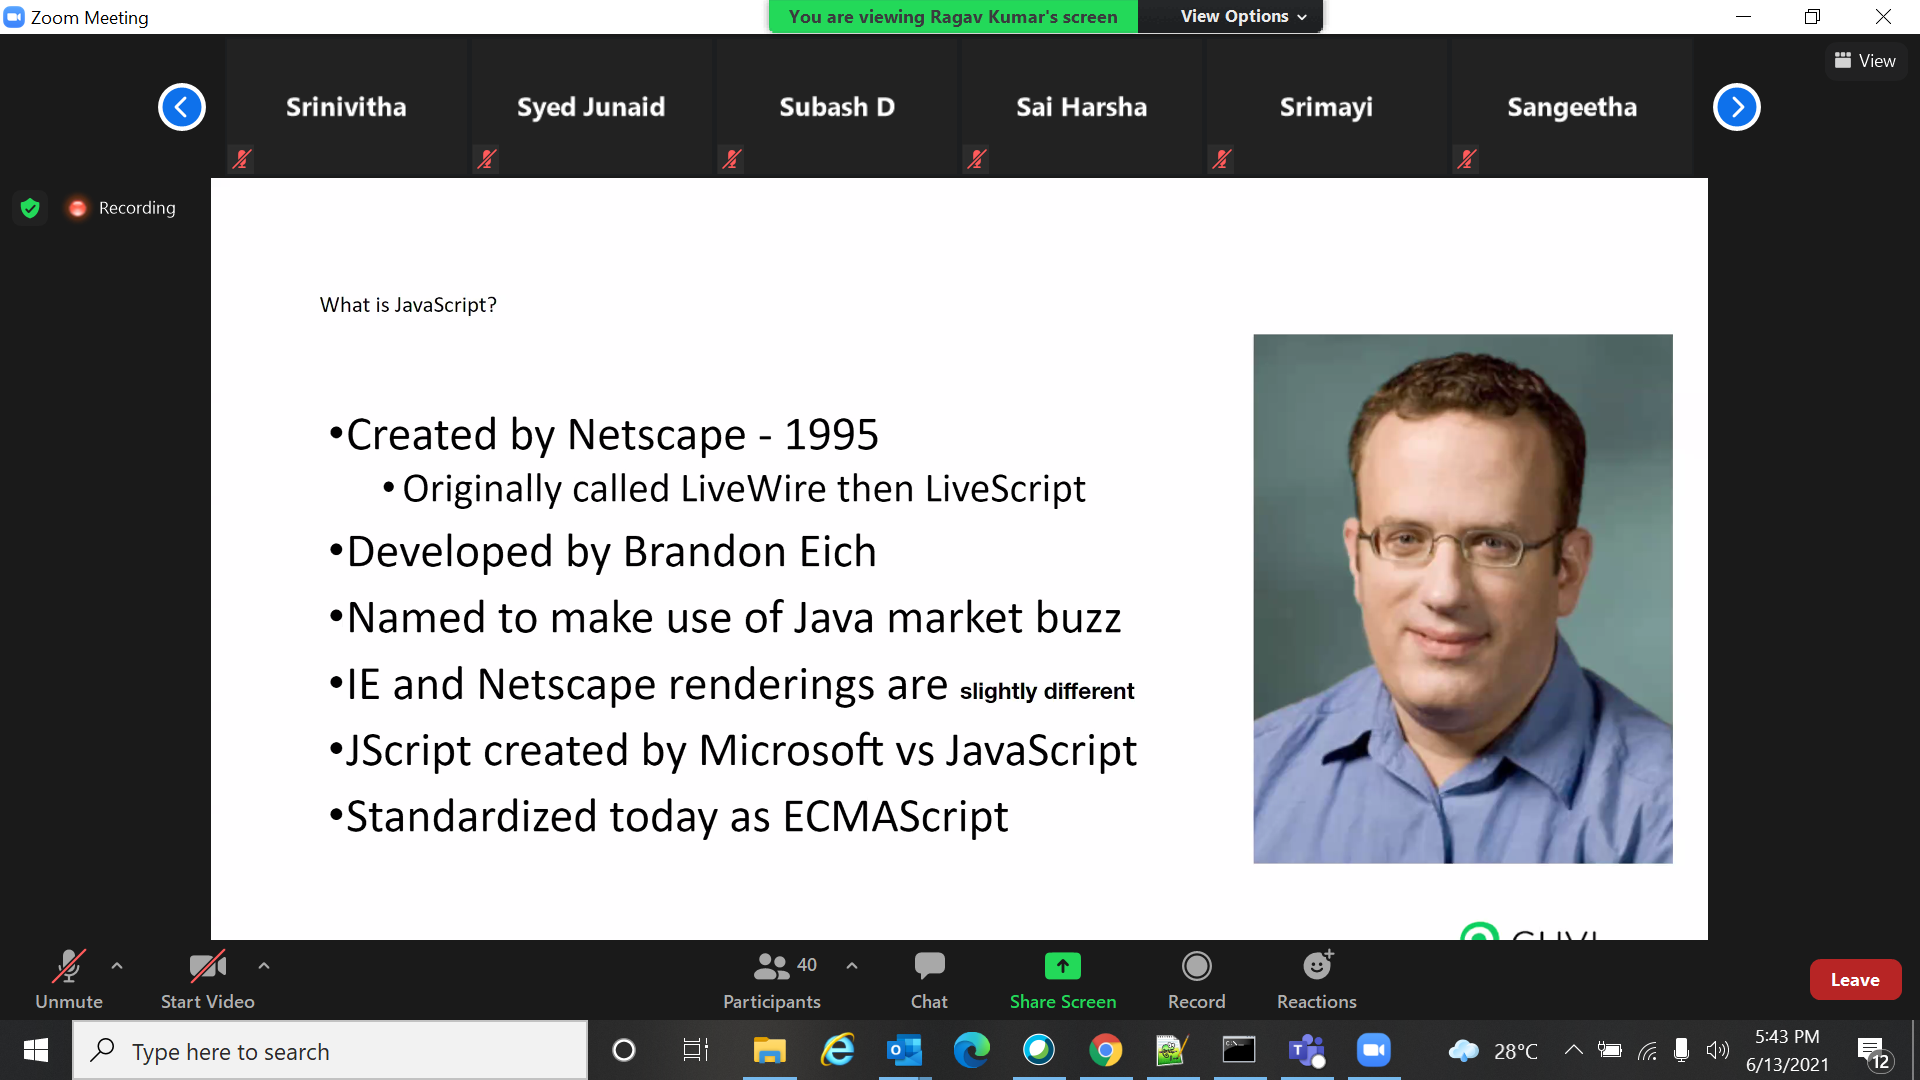 Zoom Meeting
You are viewing Ragav Kumar's screen
View Options
View
Srinivitha
Syed Junaid
Subash D
Sai Harsha
Srimayi
Sangeetha
Recording
What is JavaScript?
•Created by Netscape - 1995
•Originally called LiveWire then LiveScript
•Developed by Brandon Eich
•Named to make use of Java market buzz
•IE and Netscape renderings are slightly different
•JScript created by Microsoft vs JavaScript
•Standardized today as ECMAScript
Unmute
Start Video
40
Participants
Chat
Share Screen
Record
Reactions
Leave
Type here to search
28°C
5:43 PM
6/13/2021
12